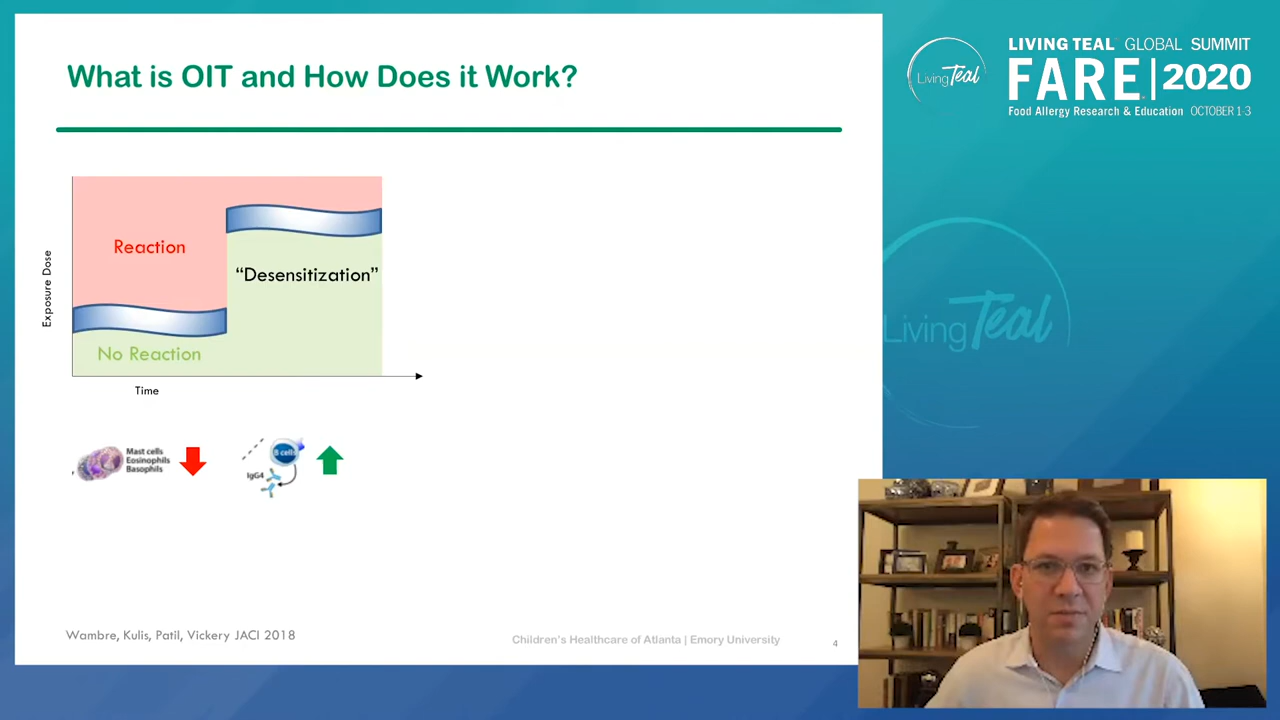 What is OIT and How Does it Work?
LIVING TEAL GLOBAL SUMMIT
FARE | 2020
Food Allergy Research & Education OCTOBER 1-3
Living Teal
Exposure Dose
Reaction
"Desensitization"
No Reaction
Time
Living Teal
Mast cells
Eosinophils
Basophils
B cells
IgG4
Wambre, Kulis, Patil, Vickery JACI 2018
Children's Healthcare of Atlanta | Emory University
4